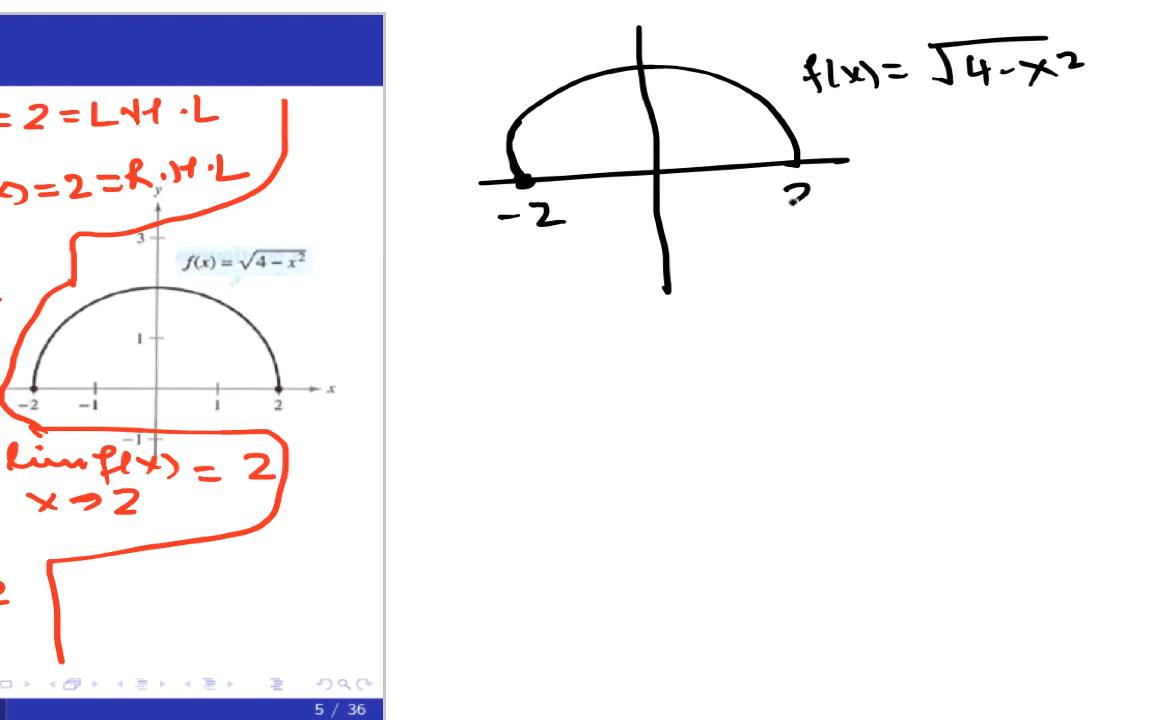 = 2 = L.H.L
) = 2 = R.H.L
y
3
f(x) = √4 − x²
1
x
-2 -1 1 2
-1
lim f(x) = 2
x → 2
5 / 36
f(x) = √4 - x²
-2 2